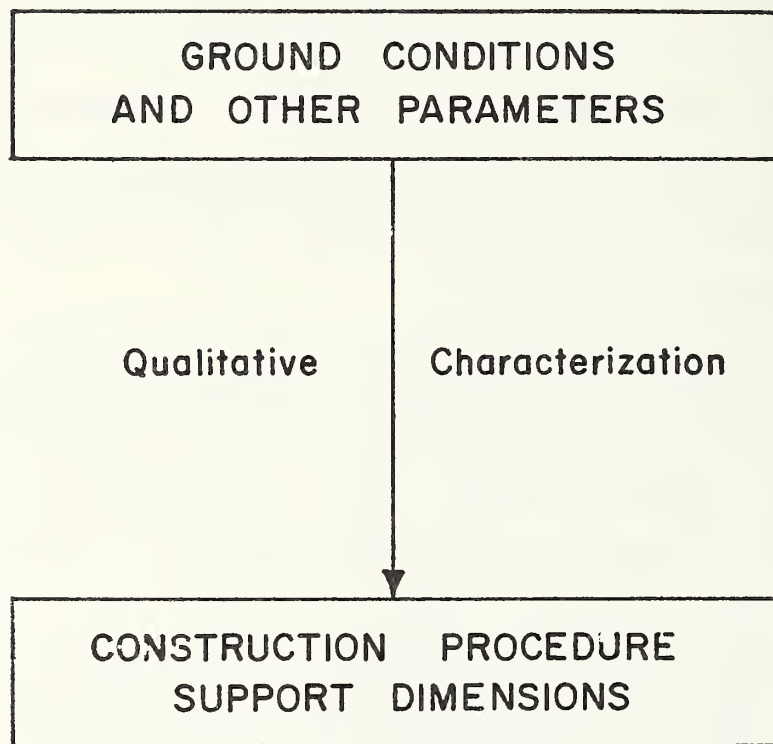 GROUND CONDITIONS
AND OTHER PARAMETERS
Qualitative Characterization
CONSTRUCTION PROCEDURE
SUPPORT DIMENSIONS